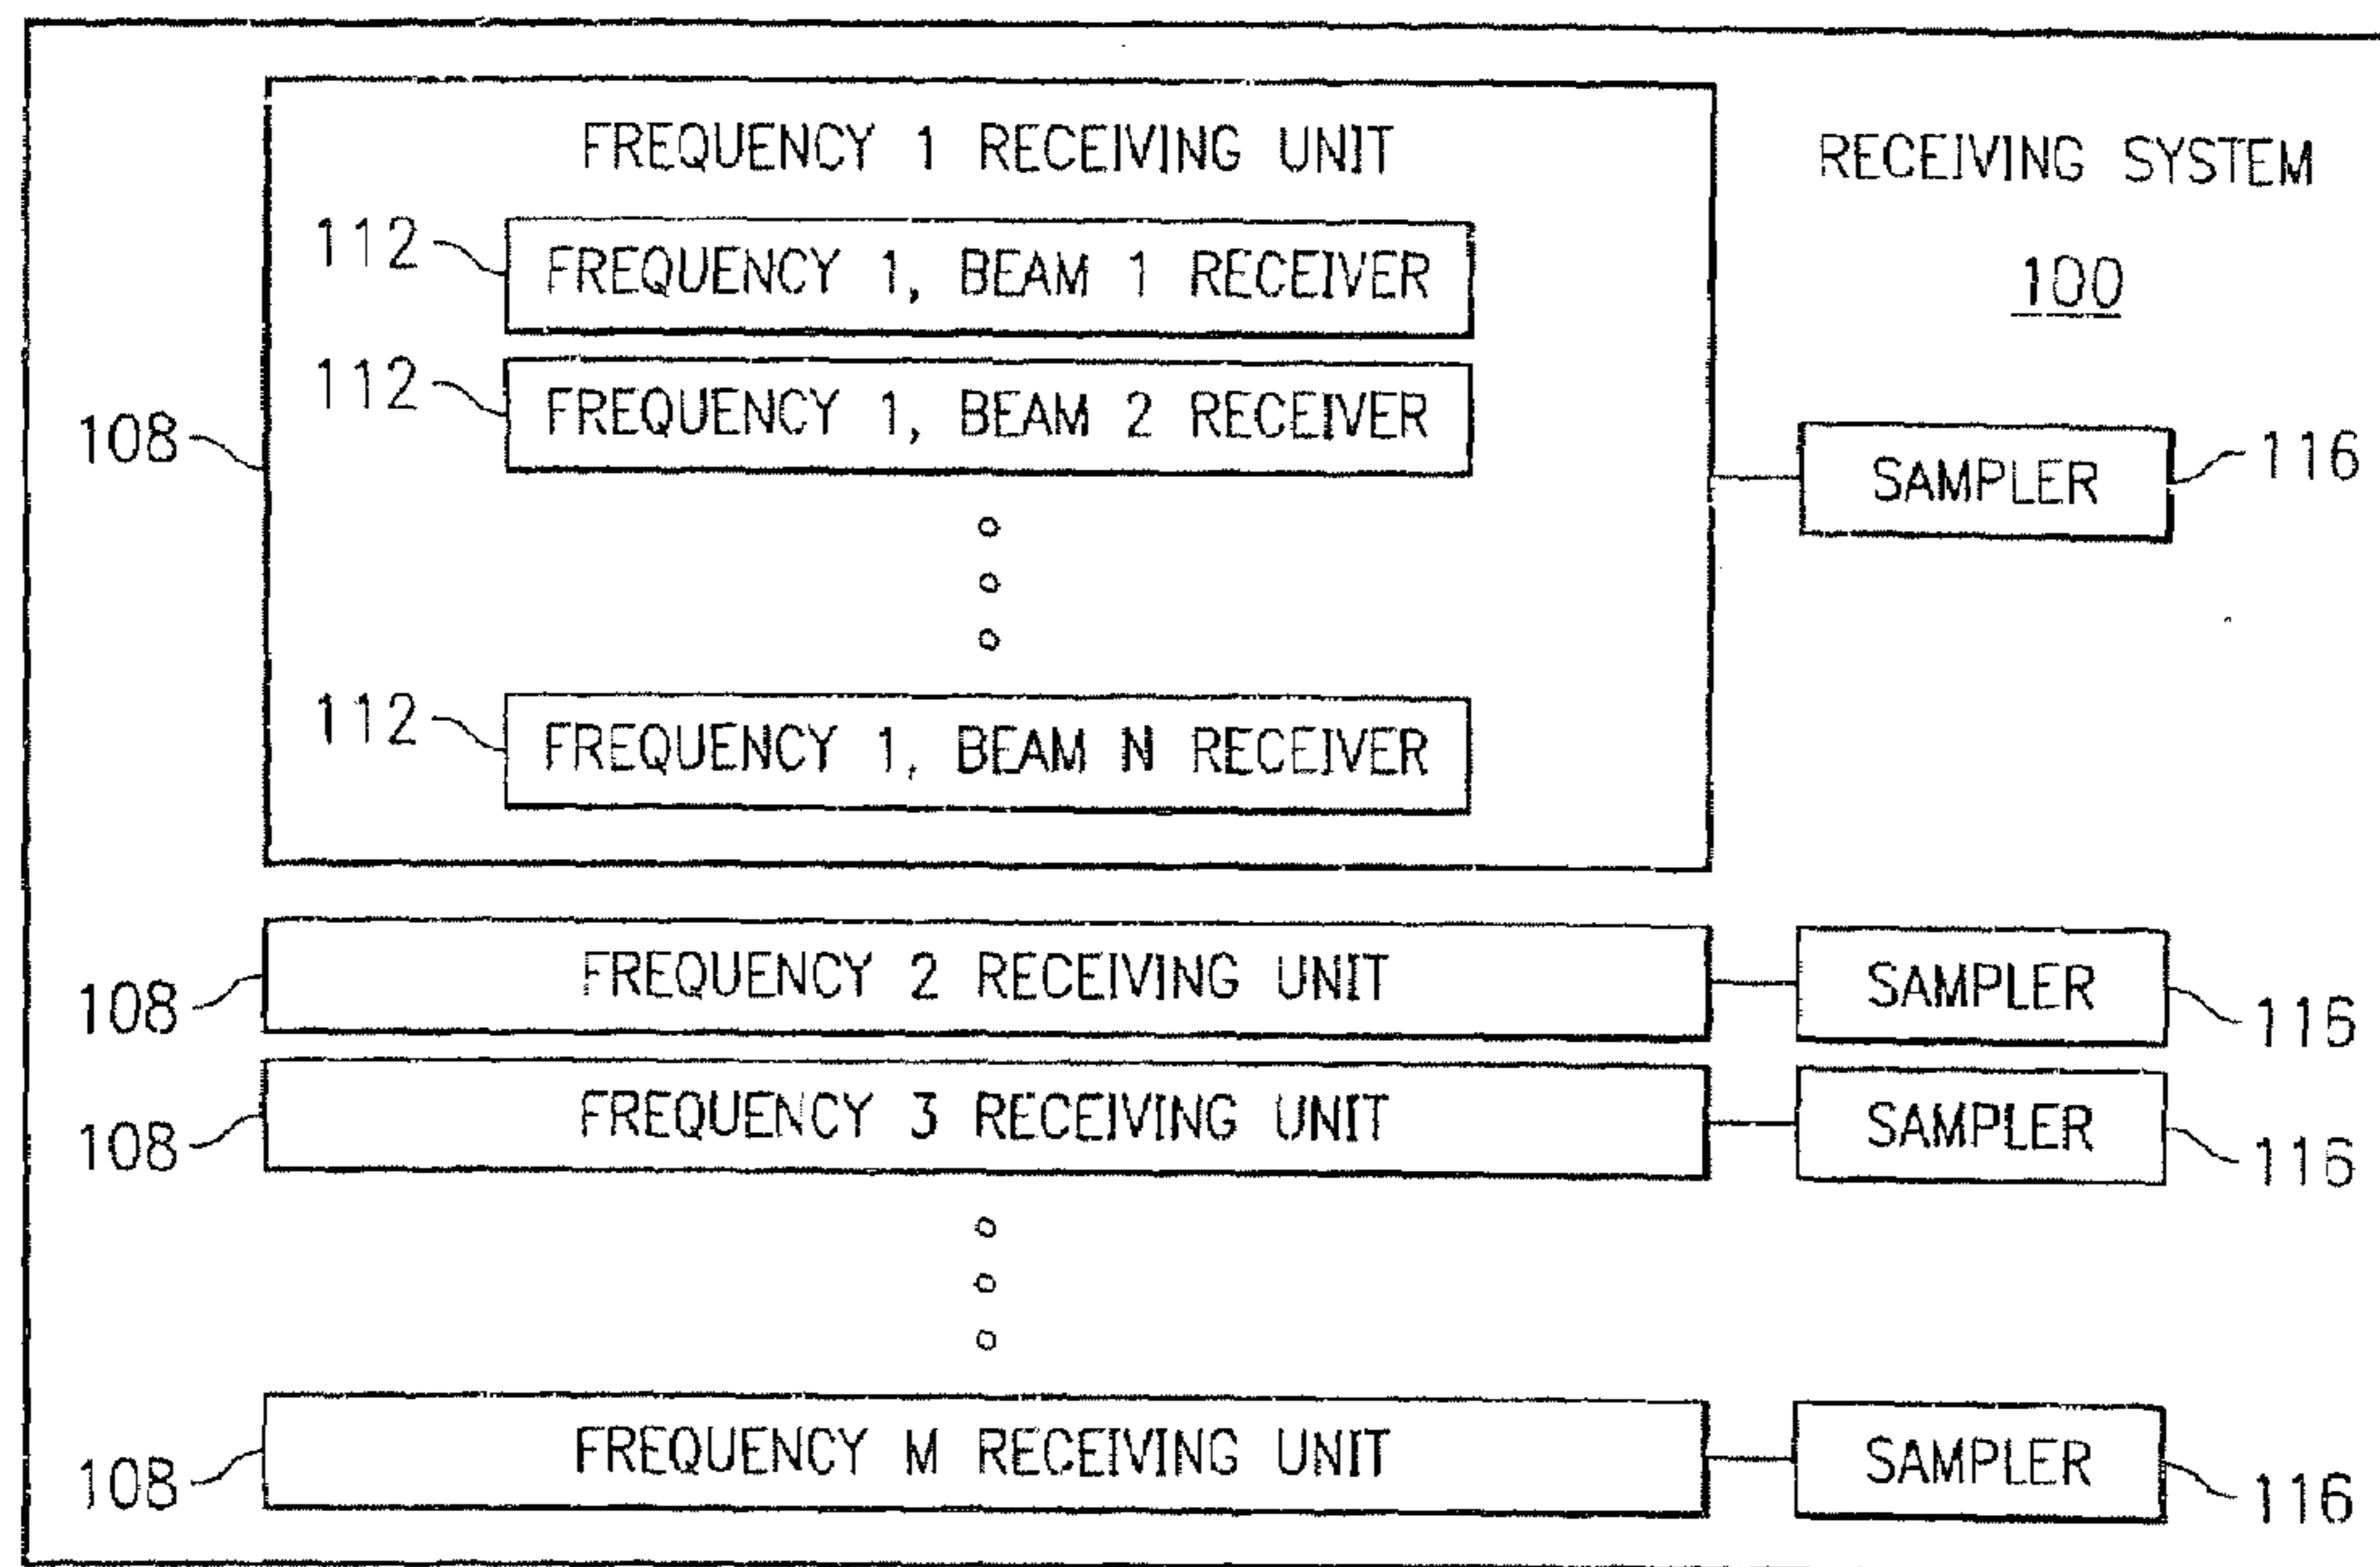 FREQUENCY 1 RECEIVING UNIT
RECEIVING SYSTEM
100
112
FREQUENCY 1, BEAM 1 RECEIVER
112
FREQUENCY 1, BEAM 2 RECEIVER
108
SAMPLER
116
112
FREQUENCY 1, BEAM N RECEIVER
108
FREQUENCY 2 RECEIVING UNIT
SAMPLER
116
108
FREQUENCY 3 RECEIVING UNIT
SAMPLER
116
108
FREQUENCY M RECEIVING UNIT
SAMPLER
116